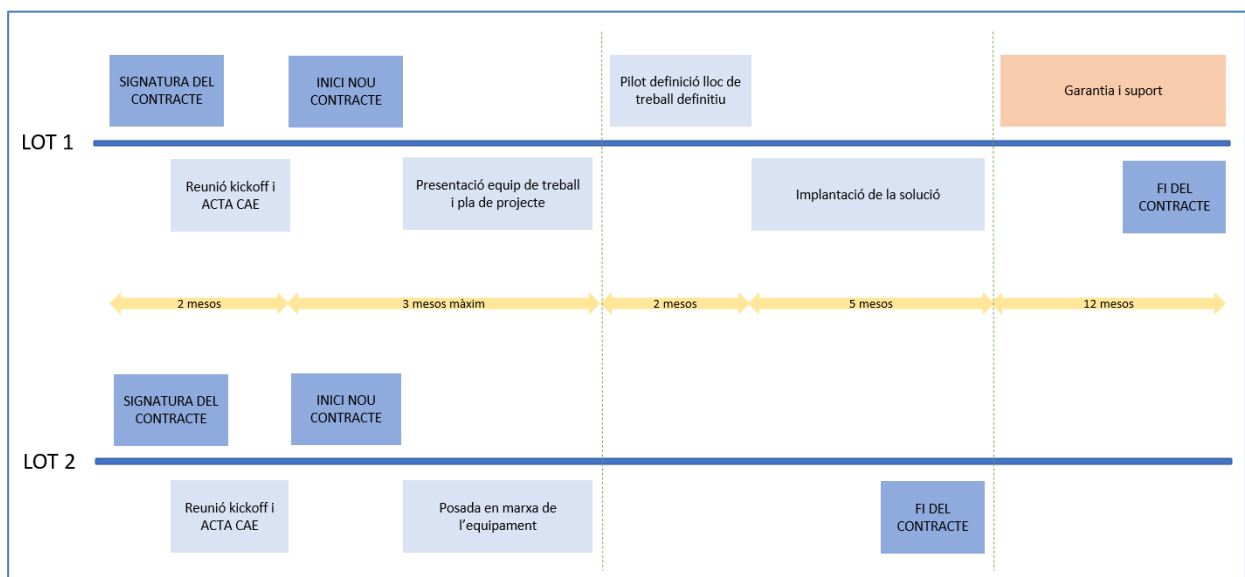 SIGNATURA DEL
CONTRACTE
INICI NOU
CONTRACTE
Pilot definició lloc de
treball definitiu
Garantia i suport
LOT 1
Reunió kickoff i
ACTA CAE
Presentació equip de treball
i pla de projecte
Implantació de la solució
FI DEL
CONTRACTE
2 mesos
3 mesos màxim
2 mesos
5 mesos
12 mesos
SIGNATURA DEL
CONTRACTE
INICI NOU
CONTRACTE
LOT 2
Reunió kickoff i
ACTA CAE
Posada en marxa de
l'equipament
FI DEL
CONTRACTE